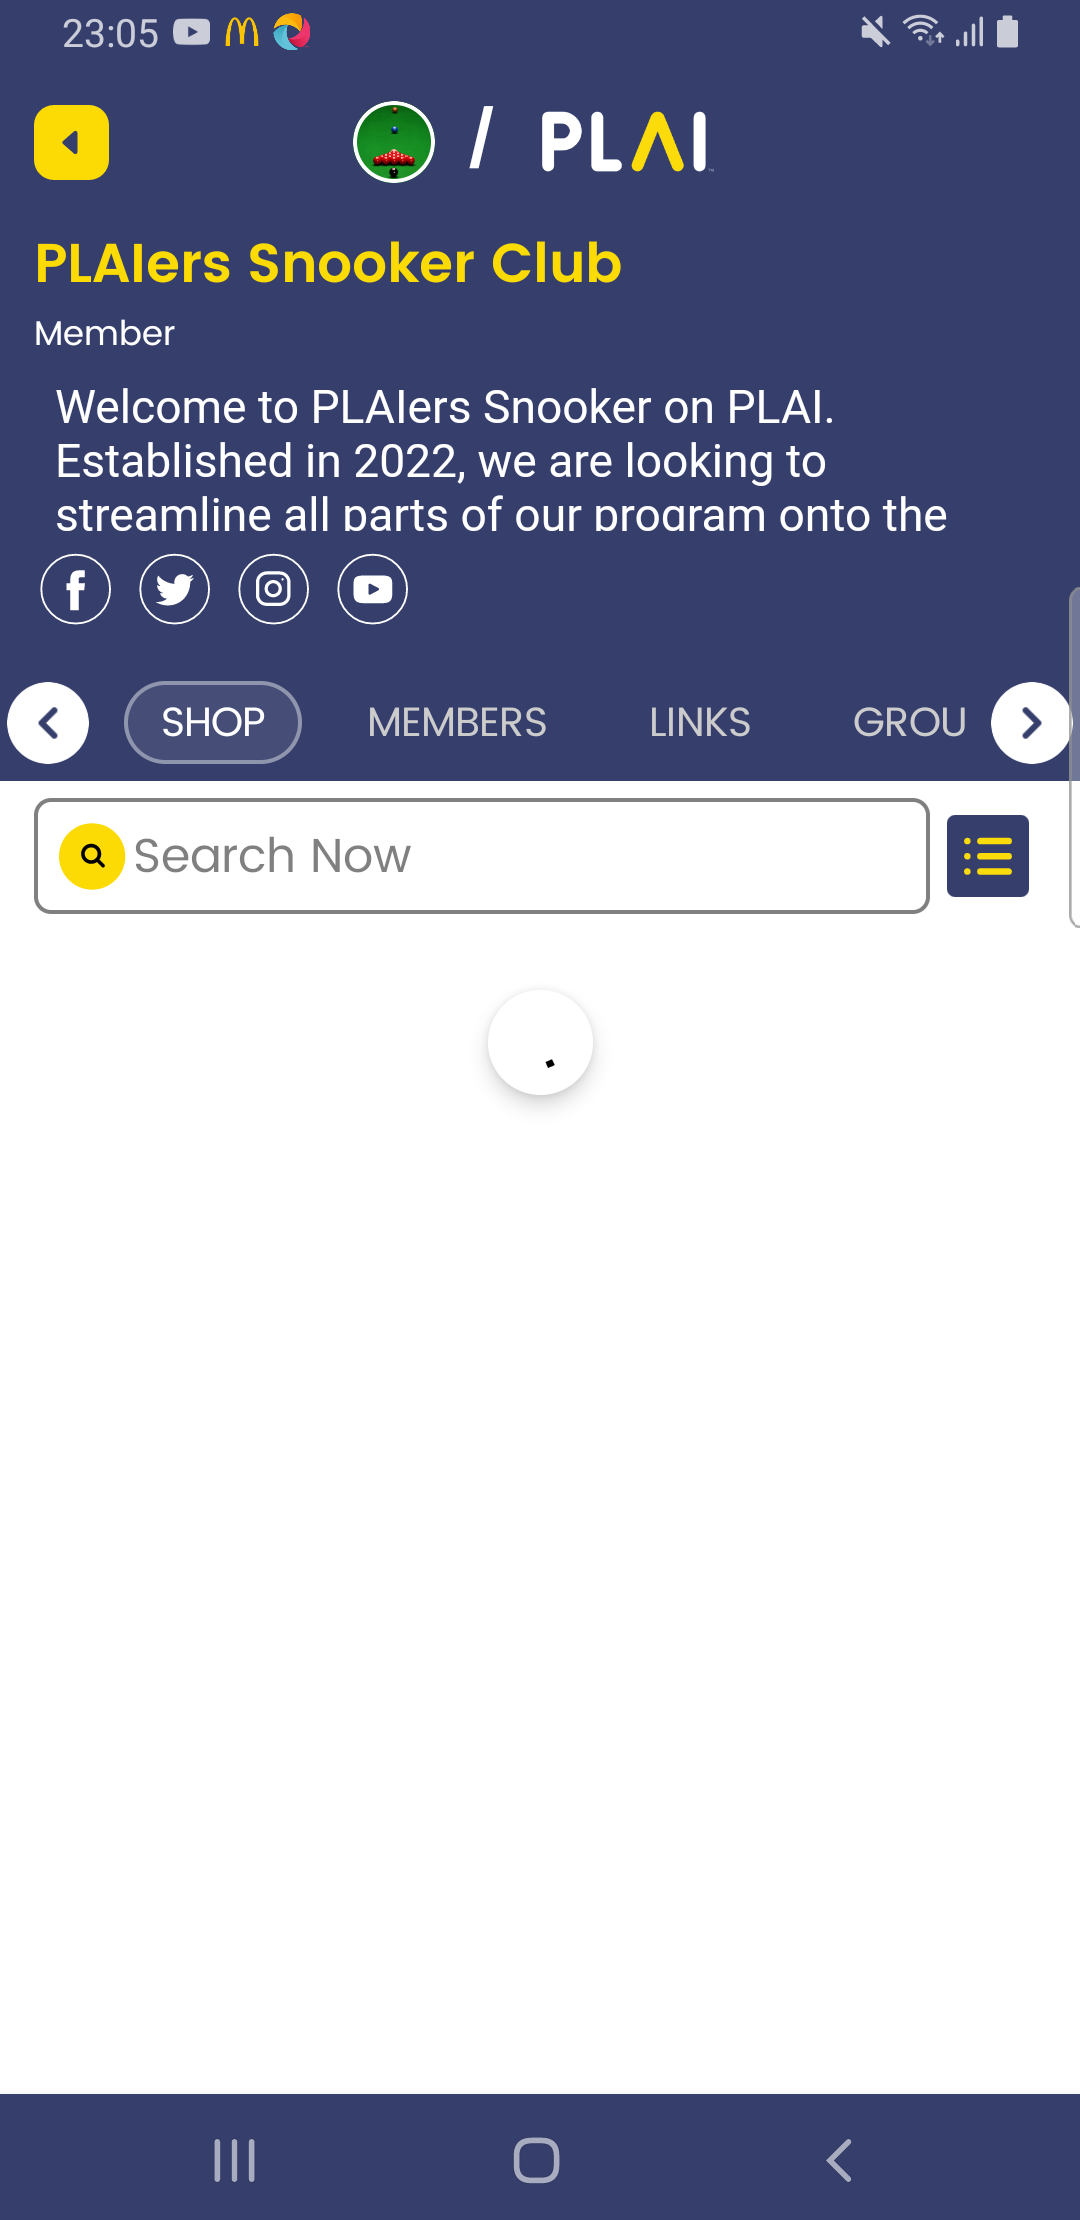 23:05
/ PLAI
PLAIers Snooker Club
Member
Welcome to PLAIers Snooker on PLAI.
Established in 2022, we are looking to
streamline all parts of our program onto the
SHOP MEMBERS LINKS GROU
Search Now